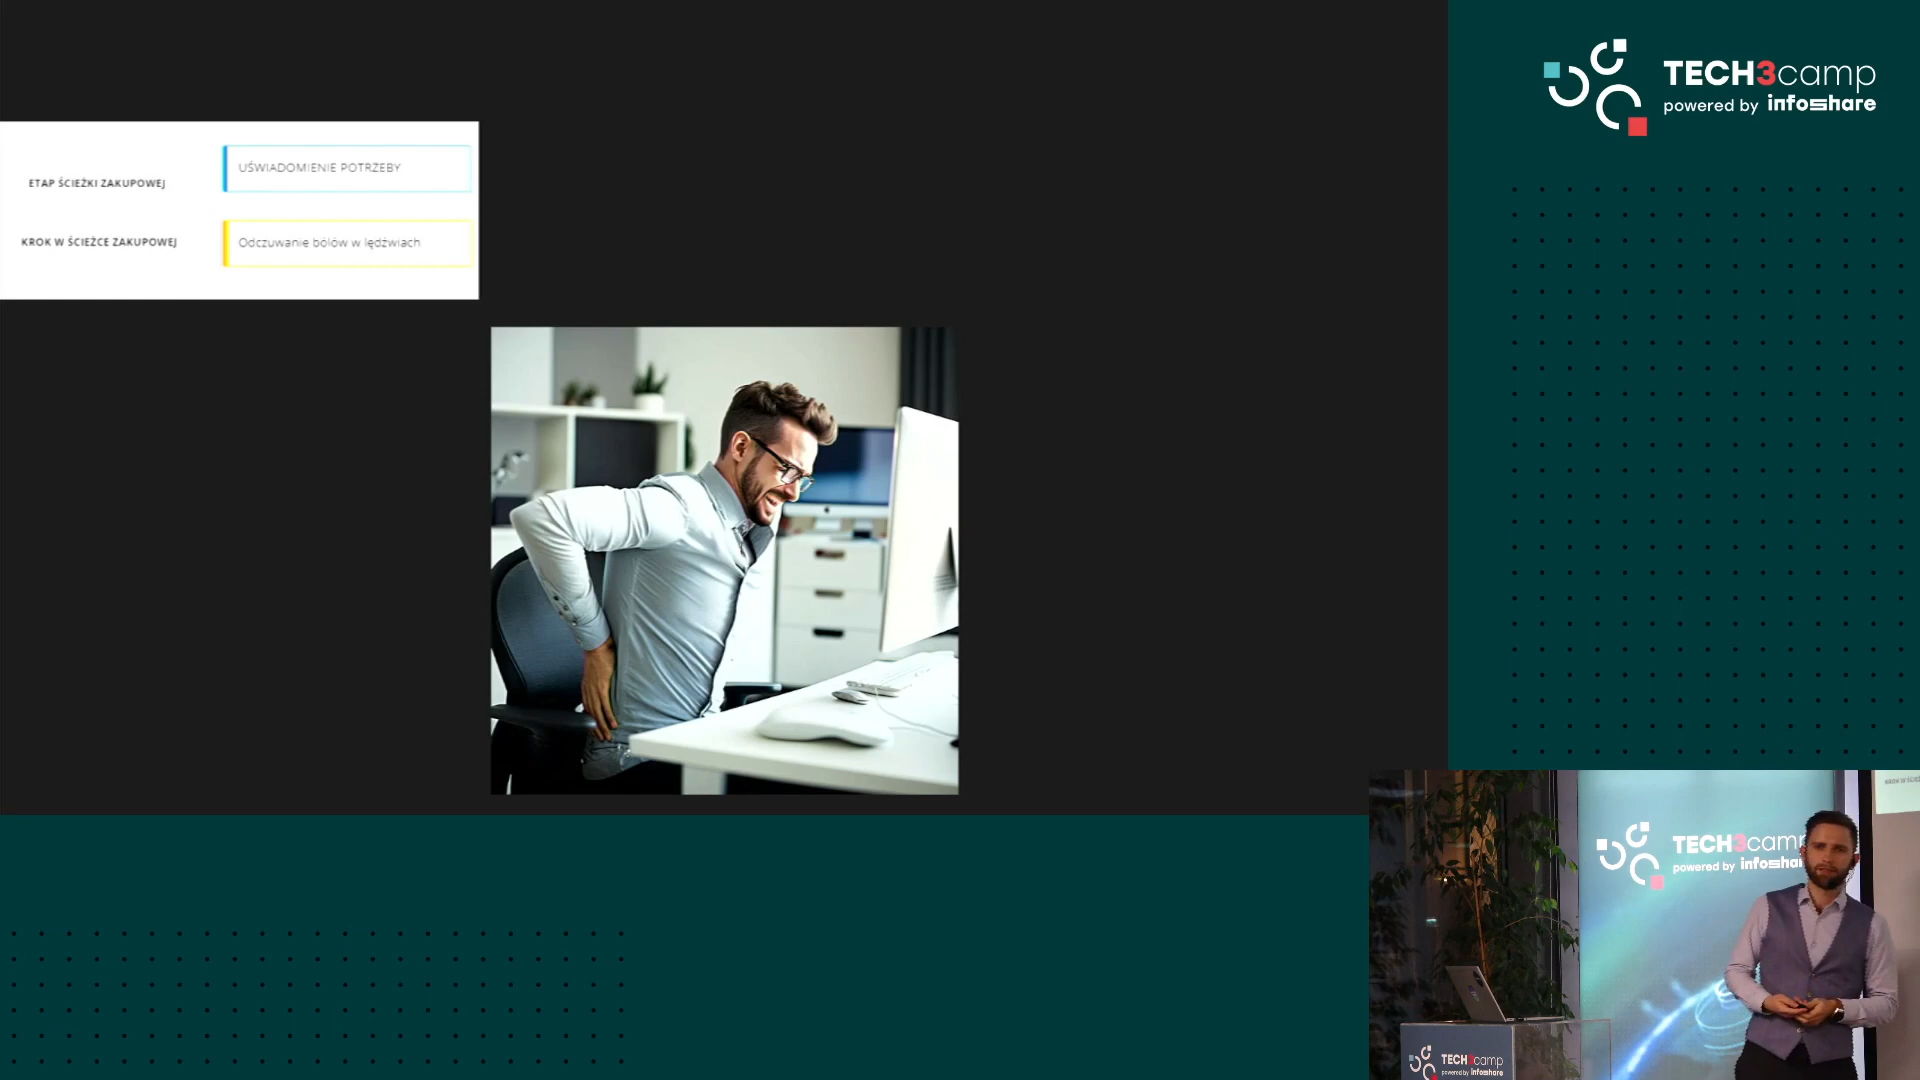 TECH3camp
powered by infoshare
UŚWIADOMIENIE POTRZEBY
ETAP ŚCIEŻKI ZAKUPOWEJ
KROK W ŚCIEŻCE ZAKUPOWEJ
Odczuwanie bólów w lędźwiach
TECH3camp
powered by infoshar
TECH3camp
powered by infoshare